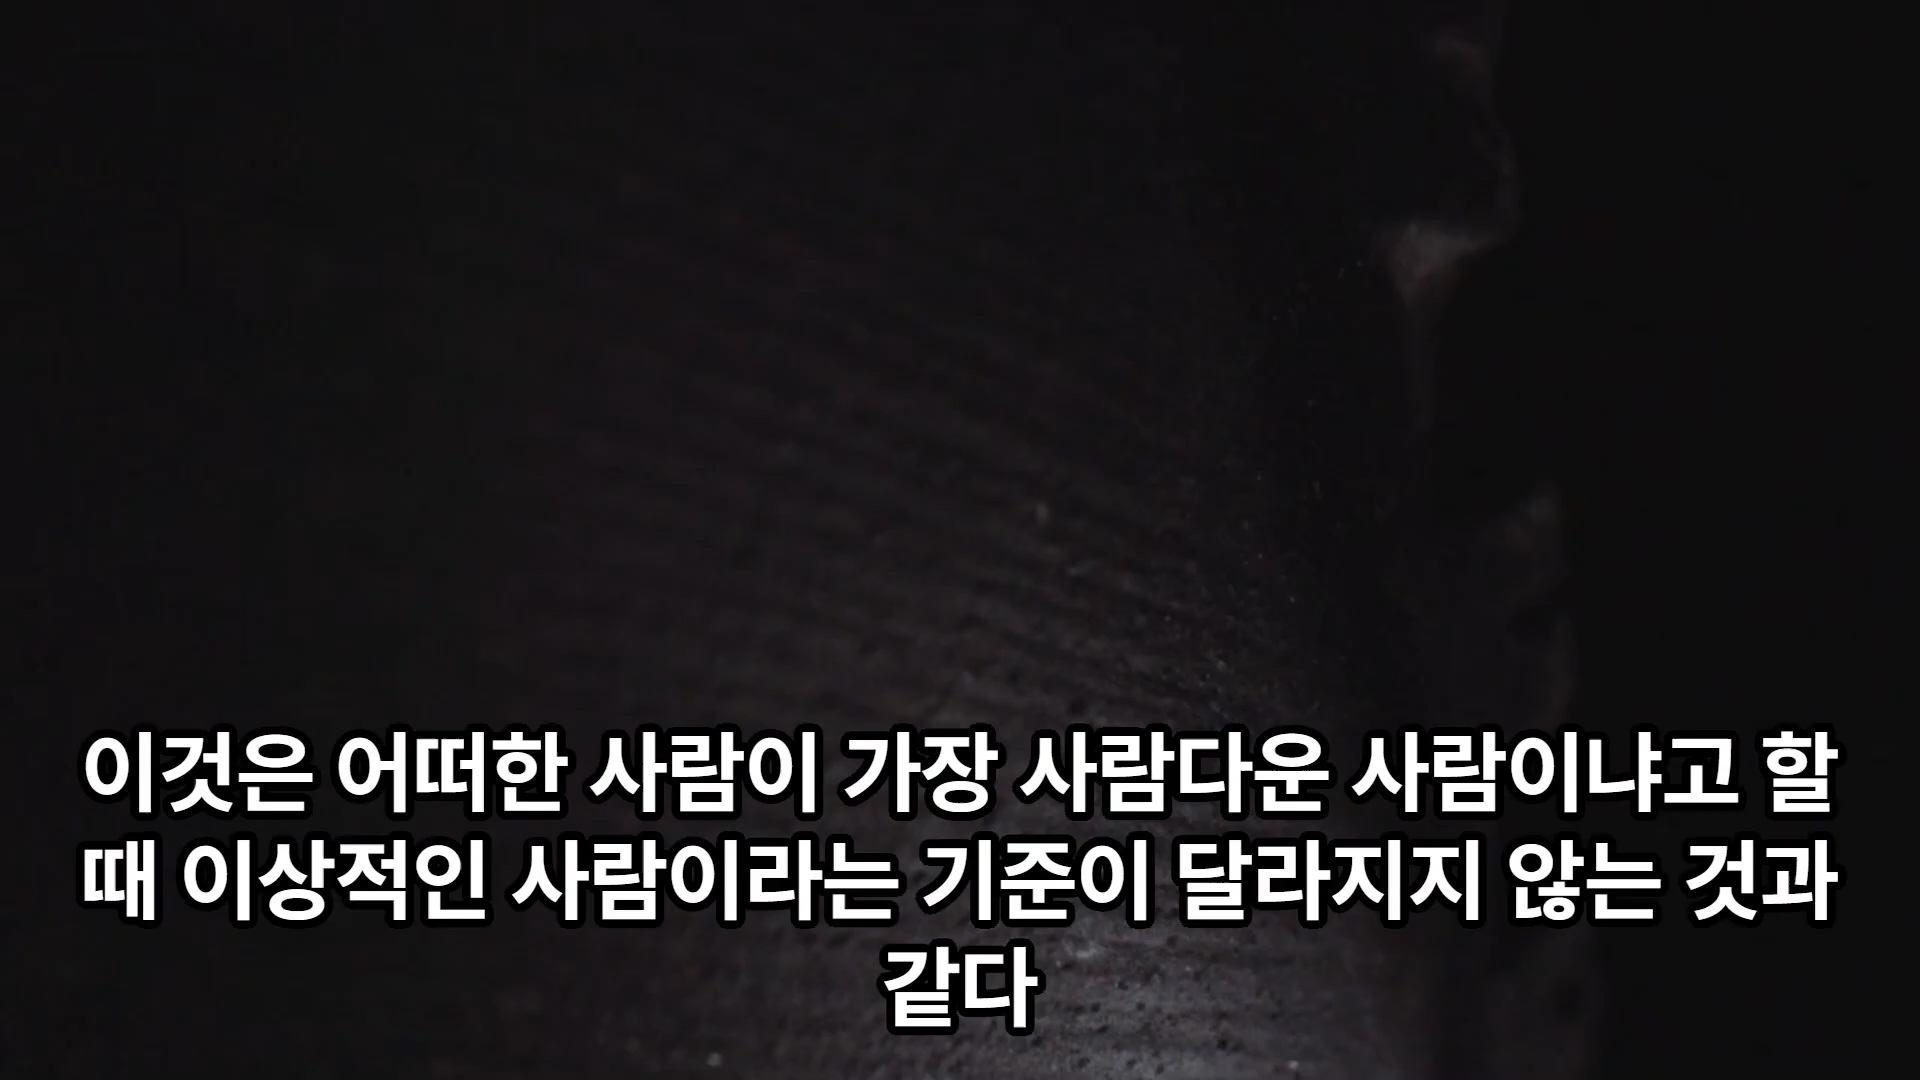 이것은 어떠한 사람이 가장 사람다운 사람이냐고 할
때 이상적인 사람이라는 기준이 달라지지 않는 것과
같다